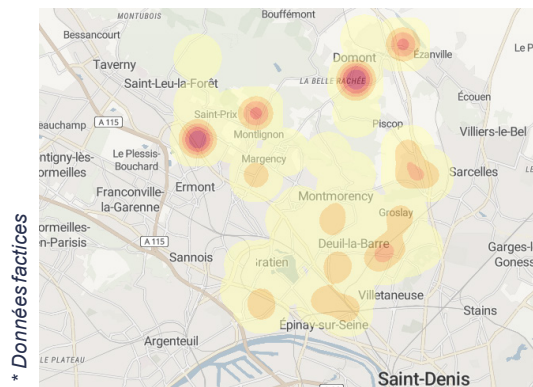 MONTUBOIS
Bouffémont
Bessancourt
Taverny
Domont
Ézanville
Le P
Saint-Leu-la-Forêt
LA BELLE RACHÉE
Écouen
Saint-Prix
A 115
eauchamp
Montlignon
Piscop
Villiers-le-Bel
Le Plessis-
Bouchard
ntigny-lès-
ormeilles
Margency
Sarcelles
Ermont
Franconville
-la-Garenne
Montmorency
Groslay
ormeilles-
en-Parisis
A 115
Deuil-la-Barre
Garges-l
Gones
Sannois
ratien
Villetaneuse
Stains
Épinay-sur-Seine
Argenteuil
LE PLATEAU
Saint-Denis
* Données factices